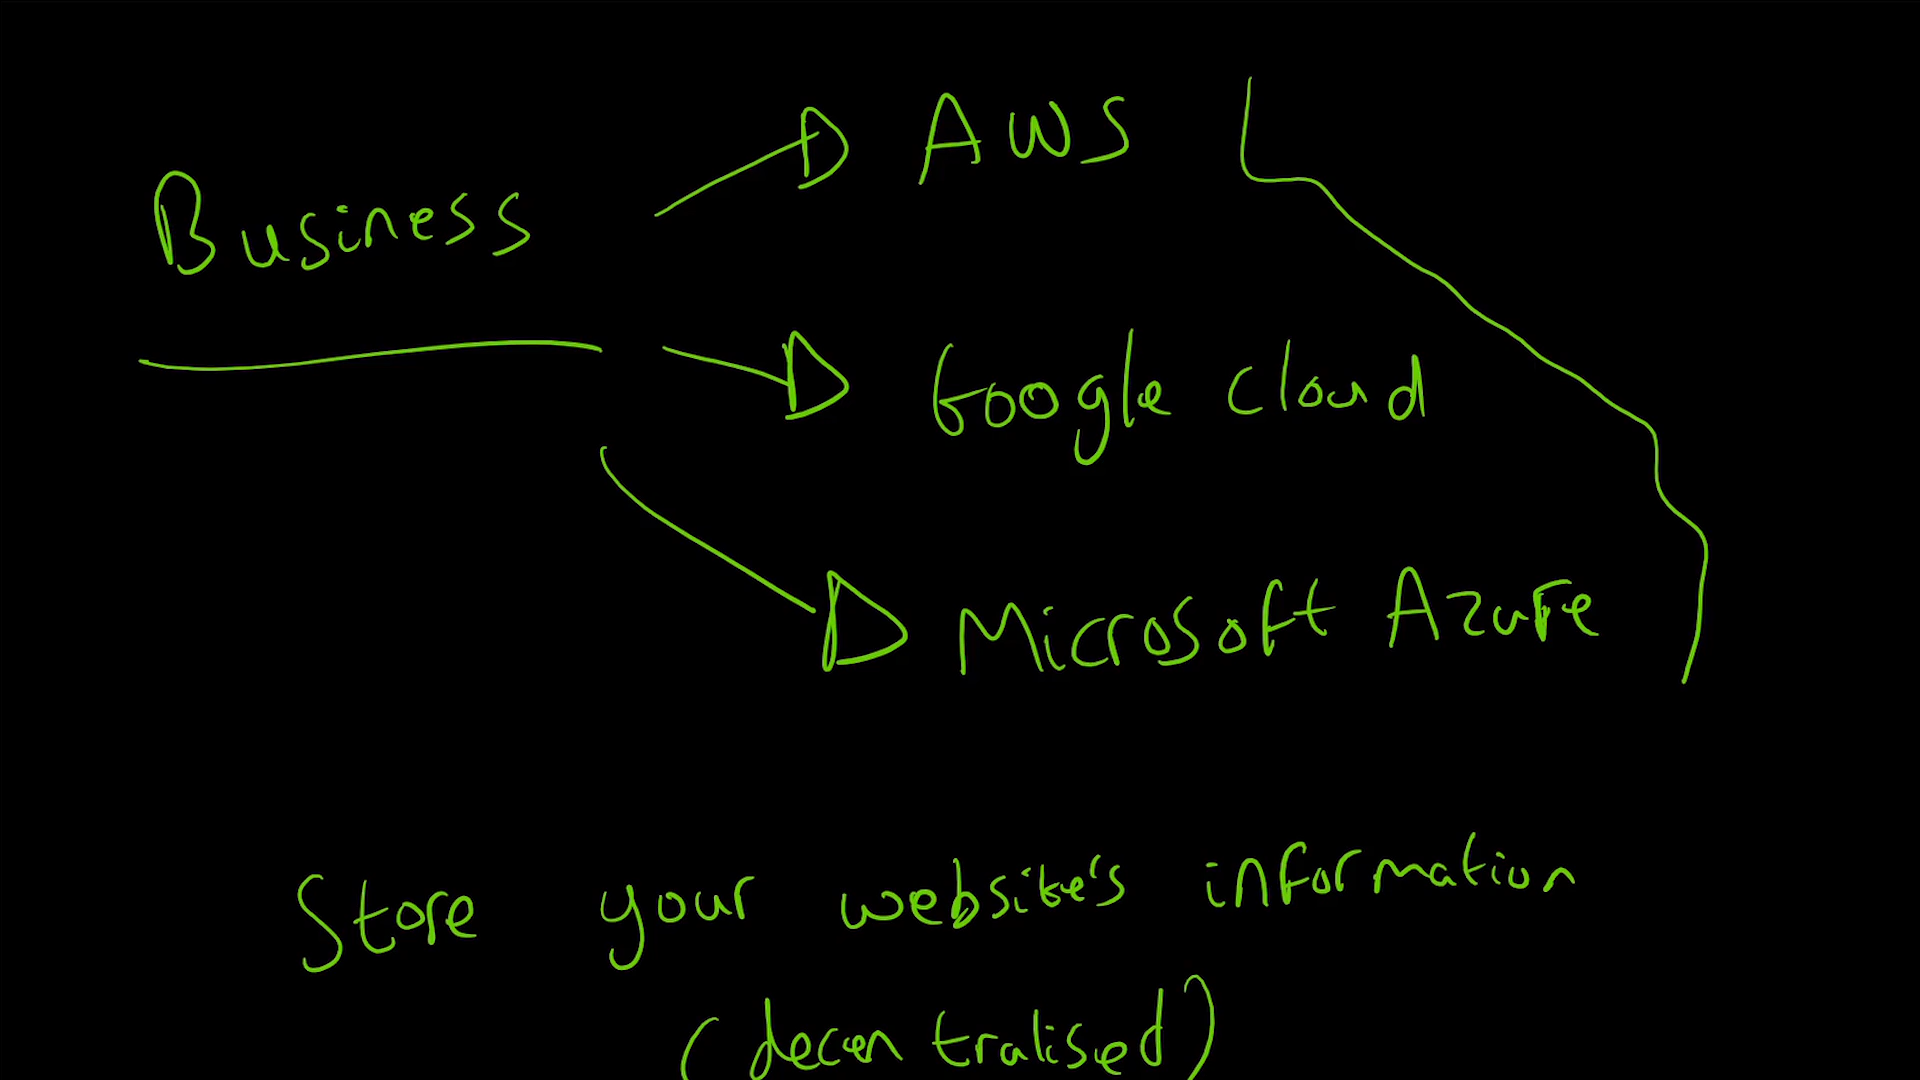 Business
AWS
Google cloud
Microsoft Azure
Store your website's information
(decentralised)